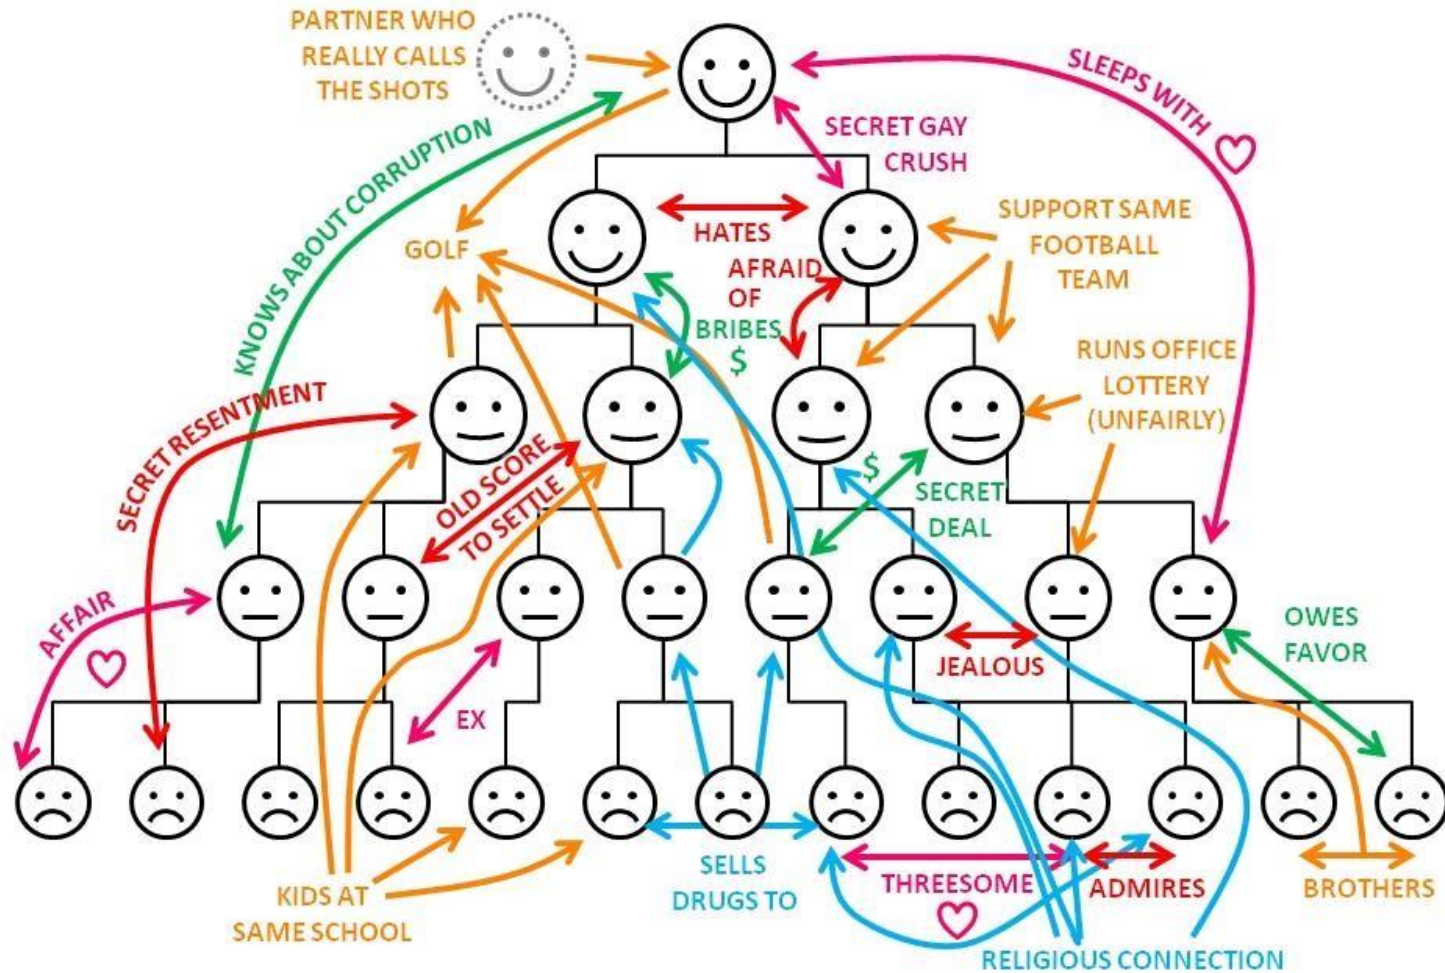 PARTNER WHO
REALLY CALLS
THE SHOTS
SLEEPS WITH
SECRET GAY
CRUSH
KNOWS ABOUT CORRUPTION
GOLF
HATES
SUPPORT SAME
FOOTBALL
TEAM
AFRAID
OF
BRIBES
$
RUNS OFFICE
LOTTERY
(UNFAIRLY)
SECRET RESENTMENT
OLD SCORE
TO SETTLE
$
SECRET
DEAL
AFFAIR
OWES
FAVOR
JEALOUS
EX
SELLS
DRUGS TO
THREESOME
ADMIRES
BROTHERS
KIDS AT
SAME SCHOOL
RELIGIOUS CONNECTION